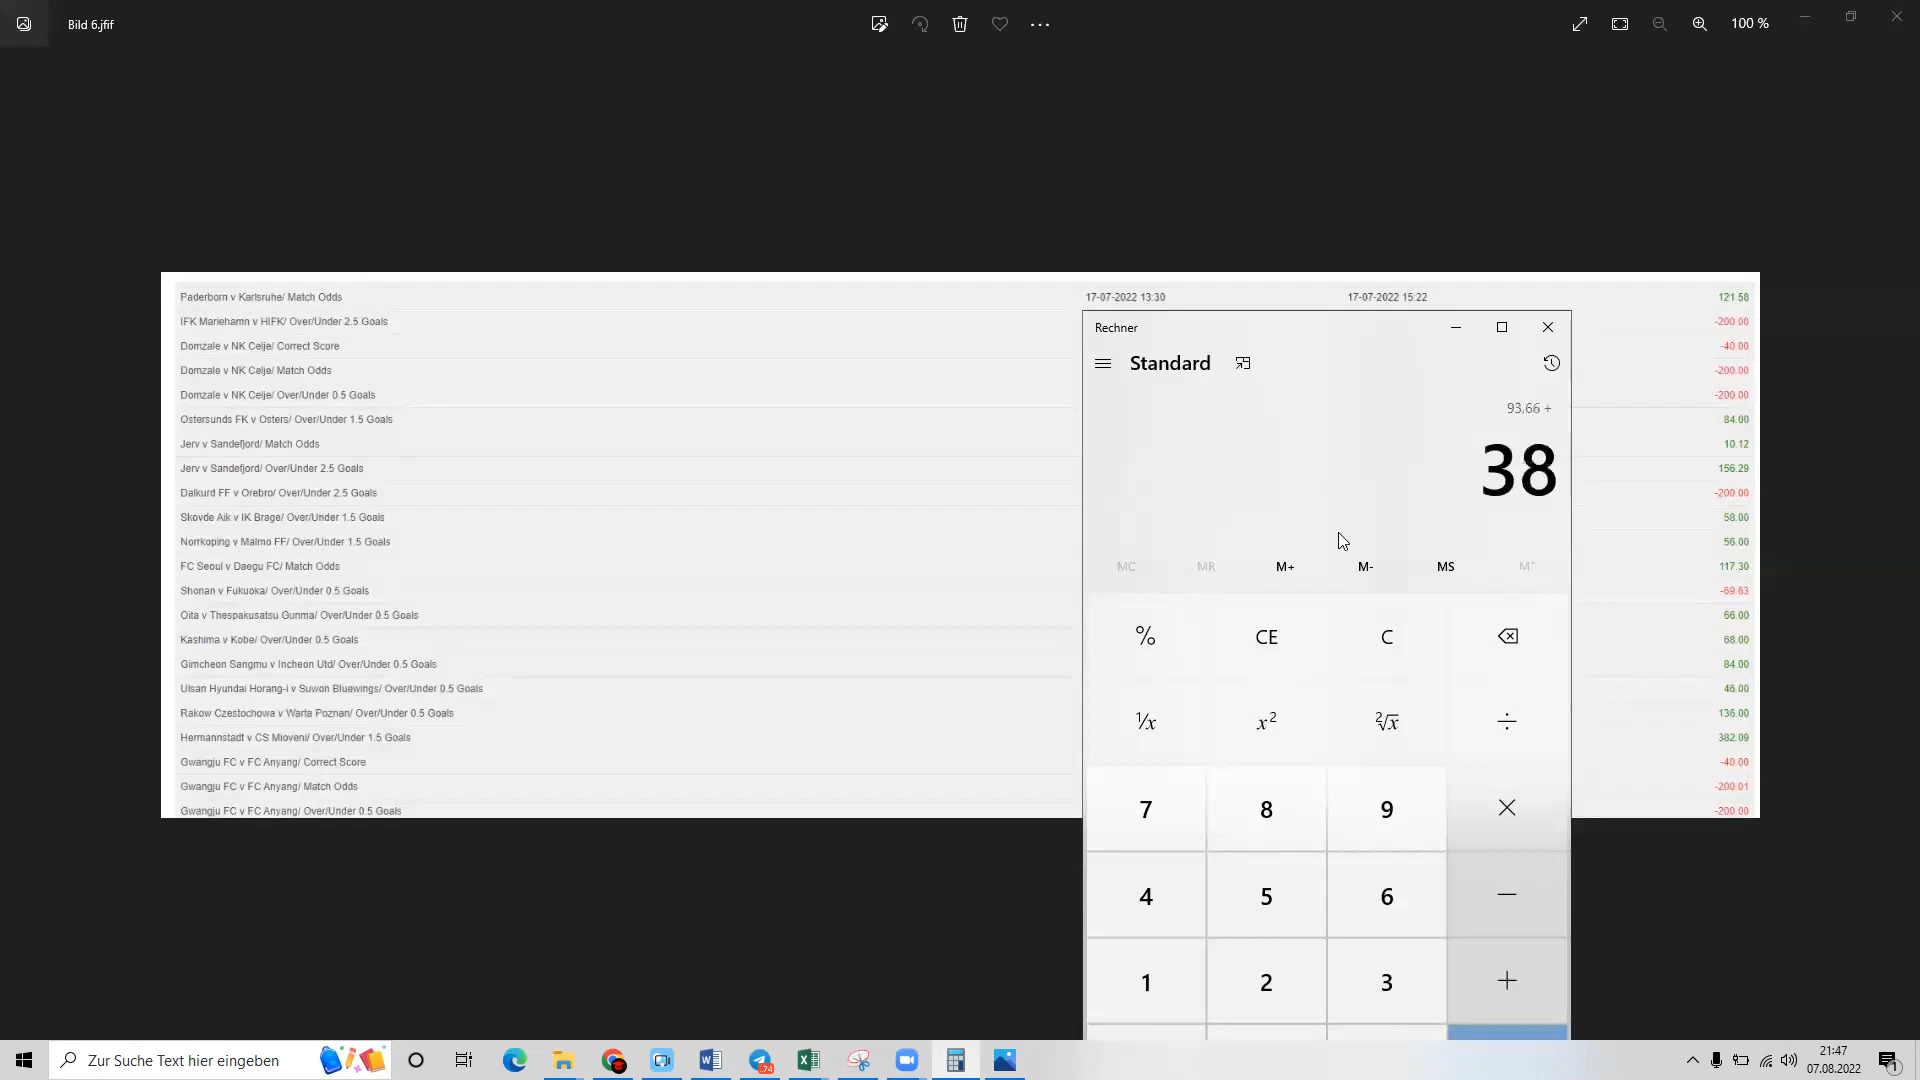 Bild 6.jfif
100 %
Paderborn v Karlsruhe/ Match Odds 17-07-2022 13:30 17-07-2022 15:22 121.58
IFK Mariehamn v HIFK/ Over/Under 2.5 Goals -200.00
Domzale v NK Celje/ Correct Score -40.00
Domzale v NK Celje/ Match Odds -200.00
Domzale v NK Celje/ Over/Under 0.5 Goals -200.00
Ostersunds FK v Osters/ Over/Under 1.5 Goals 84.00
Jerv v Sandefjord/ Match Odds 10.12
Jerv v Sandefjord/ Over/Under 2.5 Goals 156.29
Dalkurd FF v Orebro/ Over/Under 2.5 Goals -200.00
Skovde Aik v IK Brage/ Over/Under 1.5 Goals 58.00
Norrkoping v Malmo FF/ Over/Under 1.5 Goals 56.00
FC Seoul v Daegu FC/ Match Odds 117.30
Shonan v Fukuoka/ Over/Under 0.5 Goals -69.63
Oita v Thespakusatsu Gunma/ Over/Under 0.5 Goals 66.00
Kashima v Kobe/ Over/Under 0.5 Goals 68.00
Gimcheon Sangmu v Incheon Utd/ Over/Under 0.5 Goals 84.00
Ulsan Hyundai Horang-i v Suwon Bluewings/ Over/Under 0.5 Goals 46.00
Rakow Czestochowa v Warta Poznan/ Over/Under 0.5 Goals 136.00
Hermannstadt v CS Mioveni/ Over/Under 1.5 Goals 382.09
Gwangju FC v FC Anyang/ Correct Score -40.00
Gwangju FC v FC Anyang/ Match Odds -200.01
Gwangju FC v FC Anyang/ Over/Under 0.5 Goals -200.00
Rechner
Standard
93,66 +
38
MC MR M+ M- MS
% CE C
¹/x x² ²√x ÷
7 8 9 ×
4 5 6 −
1 2 3 +
Zur Suche Text hier eingeben
74
21:47
07.08.2022
1